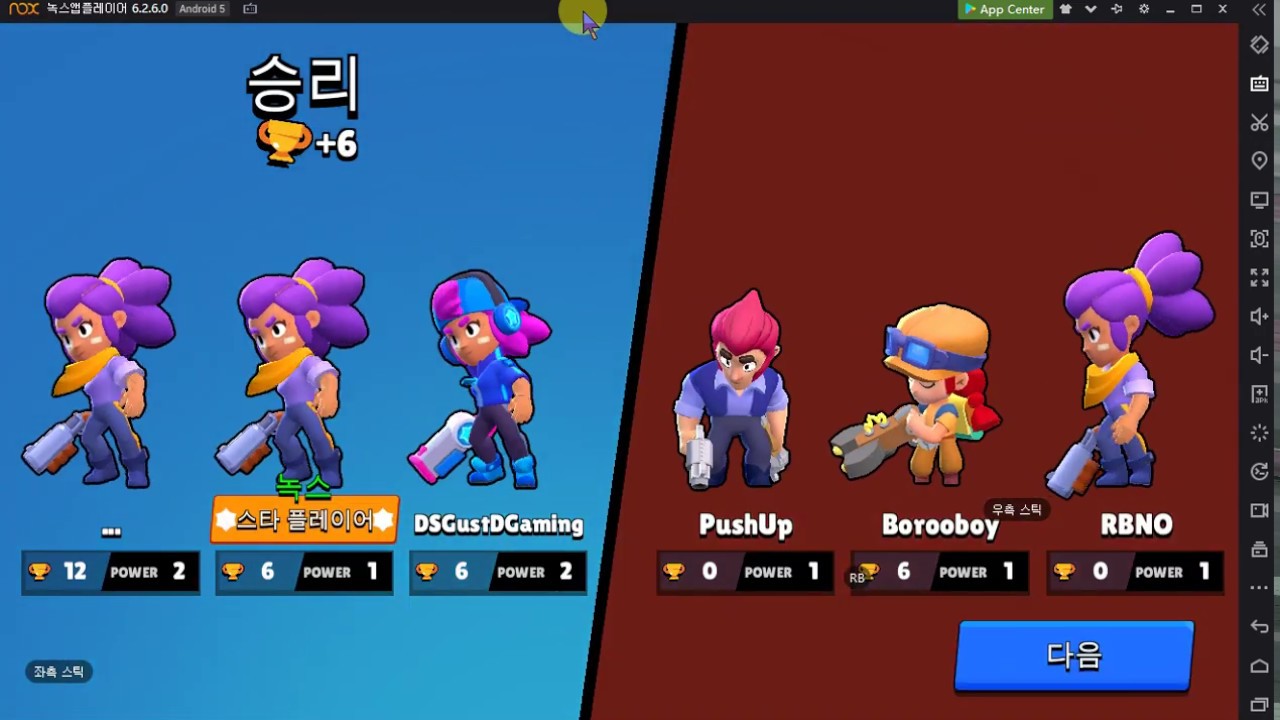 nox 녹스앱플레이어 6.2.6.0 Android 5 App Center
승리
+6
녹스
스타 플레이어
... DSGustDGaming PushUp Borooboy RBNO
우측 스틱
12 POWER 2 6 POWER 1 6 POWER 2 0 POWER 1 6 POWER 1 0 POWER 1
RB
다음
좌측 스틱